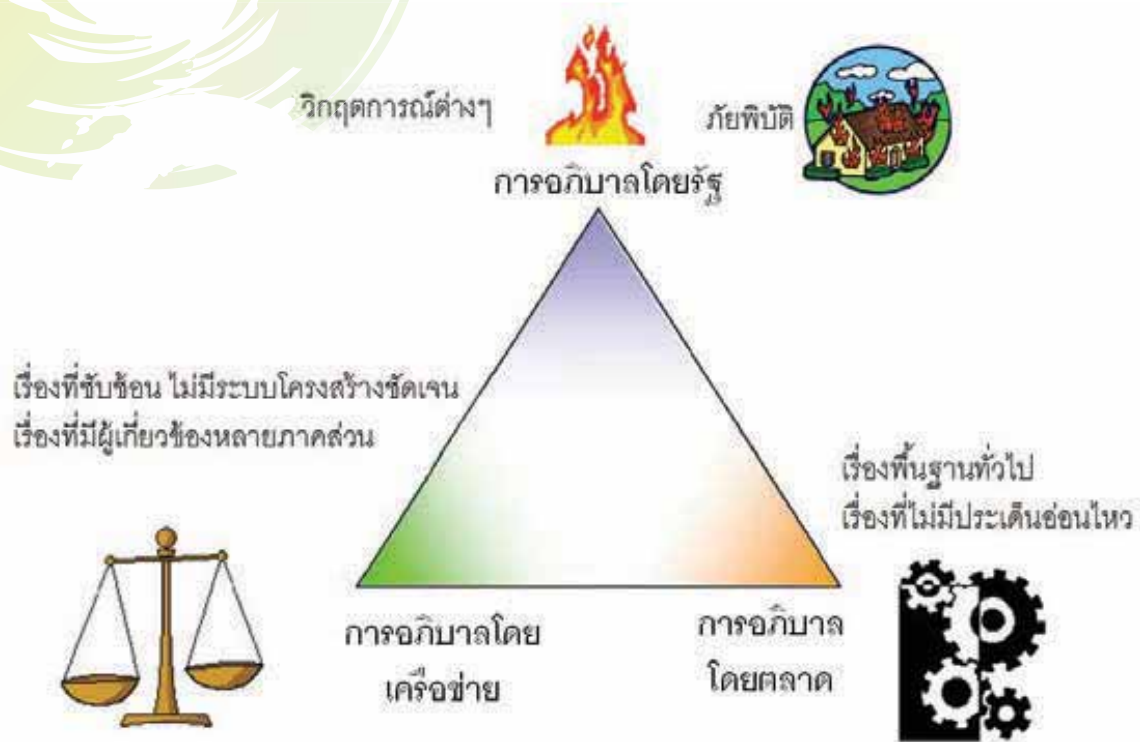 วิกฤตการณ์ต่างๆ
ภัยพิบัติ
การอภิบาลโดยรัฐ
เรื่องที่ซับซ้อน ไม่มีระบบโครงสร้างชัดเจน
เรื่องที่มีผู้เกี่ยวข้องหลายภาคส่วน
เรื่องพื้นฐานทั่วไป
เรื่องที่ไม่มีประเด็นอ่อนไหว
การอภิบาลโดย
เครือข่าย
การอภิบาล
โดยตลาด